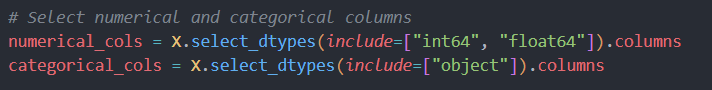 # Select numerical and categorical columns
numerical_cols = X.select_dtypes(include=["int64", "float64"]).columns
categorical_cols = X.select_dtypes(include=["object"]).columns